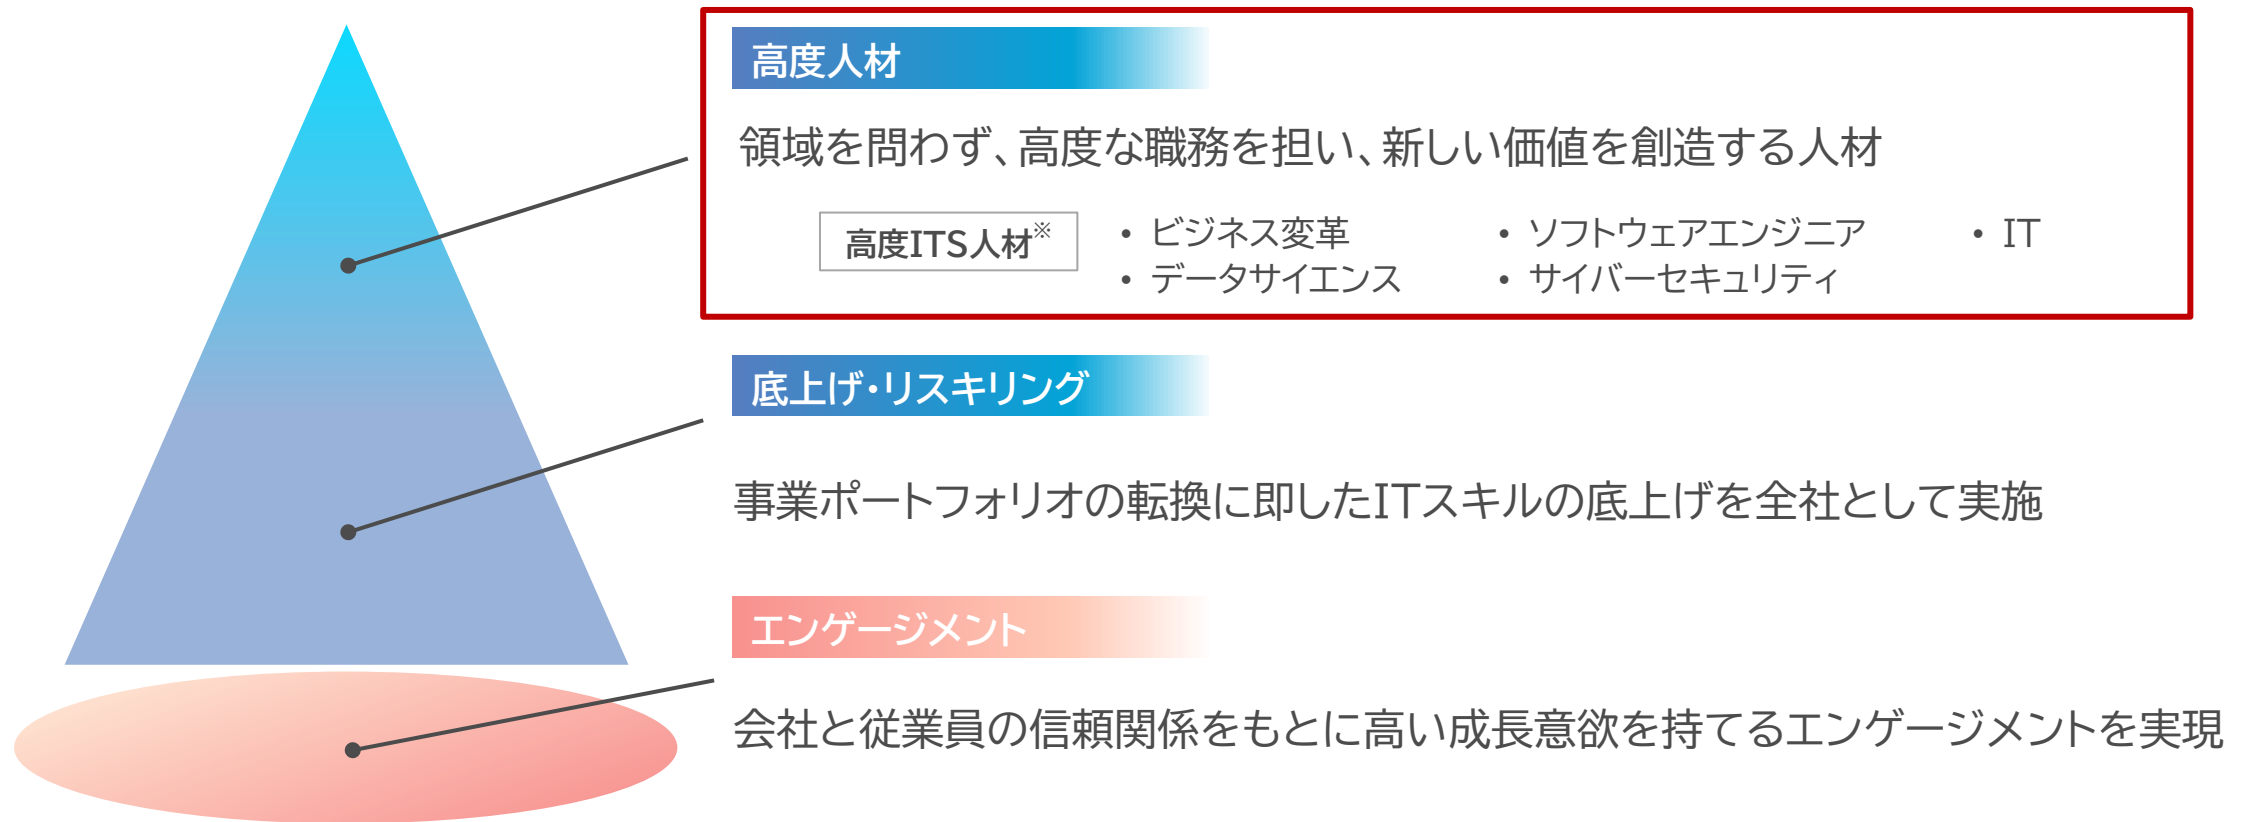 高度人材
領域を問わず、高度な職務を担い、新しい価値を創造する人材
高度ITS人材※
• ビジネス変革
• ソフトウェアエンジニア
• IT
• データサイエンス
• サイバーセキュリティ
底上げ・リスキリング
事業ポートフォリオの転換に即したITスキルの底上げを全社として実施
エンゲージメント
会社と従業員の信頼関係をもとに高い成長意欲を持てるエンゲージメントを実現